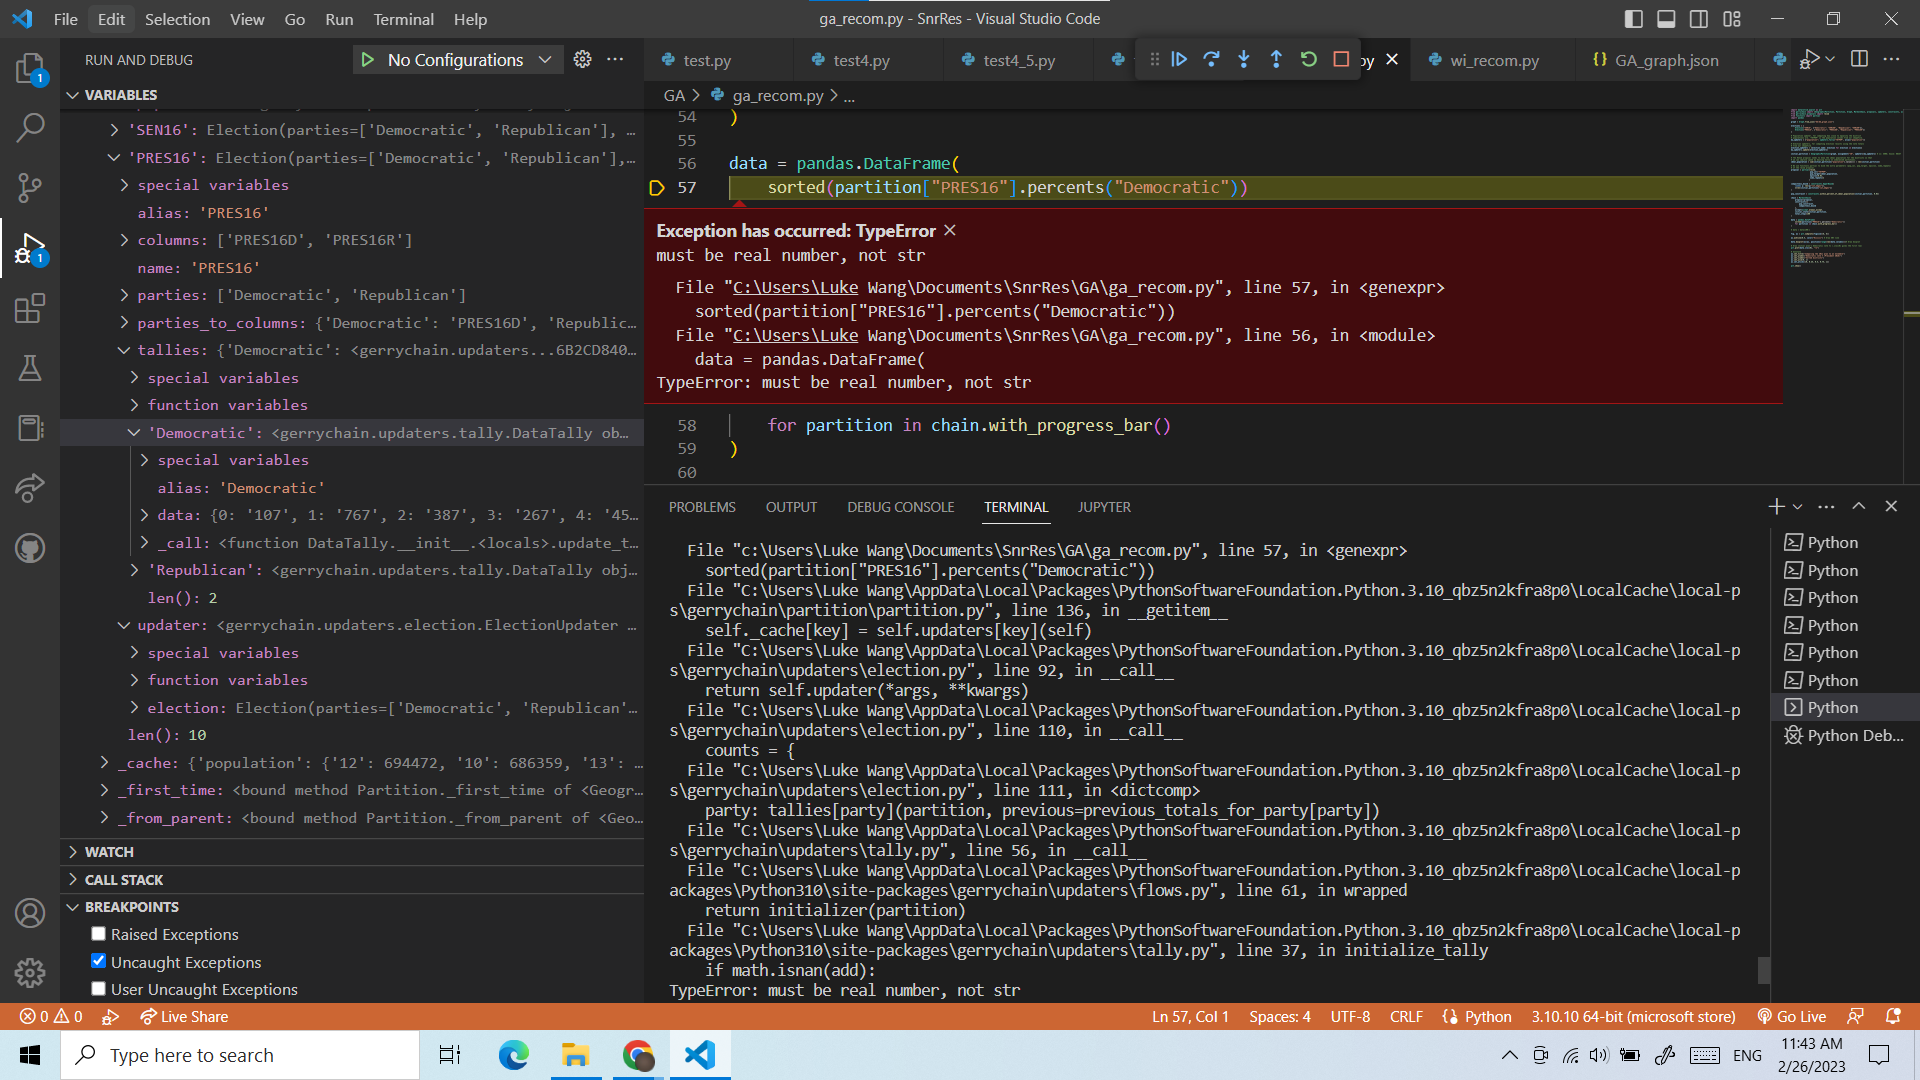 File Edit Selection View Go Run Terminal Help
ga_recom.py - SnrRes - Visual Studio Code
RUN AND DEBUG
No Configurations
test.py
test4.py
test4_5.py
py
wi_recom.py
GA_graph.json
VARIABLES
'SEN16': Election(parties=['Democratic', 'Republican'], …
'PRES16': Election(parties=['Democratic', 'Republican'],…
special variables
alias: 'PRES16'
columns: ['PRES16D', 'PRES16R']
name: 'PRES16'
parties: ['Democratic', 'Republican']
parties_to_columns: {'Democratic': 'PRES16D', 'Republic…
tallies: {'Democratic': <gerrychain.updaters...6B2CD840…
special variables
function variables
'Democratic': <gerrychain.updaters.tally.DataTally ob…
special variables
alias: 'Democratic'
data: {0: '107', 1: '767', 2: '387', 3: '267', 4: '45…
_call: <function DataTally.__init__.<locals>.update_t…
'Republican': <gerrychain.updaters.tally.DataTally obj…
len(): 2
updater: <gerrychain.updaters.election.ElectionUpdater …
special variables
function variables
election: Election(parties=['Democratic', 'Republican'…
len(): 10
_cache: {'population': {'12': 694472, '10': 686359, '13': …
_first_time: <bound method Partition._first_time of <Geogr…
_from_parent: <bound method Partition._from_parent of <Geo…
WATCH
CALL STACK
BREAKPOINTS
Raised Exceptions
Uncaught Exceptions
User Uncaught Exceptions
GA > ga_recom.py > ...
54 )
55
56 data = pandas.DataFrame(
57 sorted(partition["PRES16"].percents("Democratic"))
Exception has occurred: TypeError
must be real number, not str
File "C:\Users\Luke Wang\Documents\SnrRes\GA\ga_recom.py", line 57, in <genexpr>
sorted(partition["PRES16"].percents("Democratic"))
File "C:\Users\Luke Wang\Documents\SnrRes\GA\ga_recom.py", line 56, in <module>
data = pandas.DataFrame(
TypeError: must be real number, not str
58 for partition in chain.with_progress_bar()
59 )
60
PROBLEMS OUTPUT DEBUG CONSOLE TERMINAL JUPYTER
File "c:\Users\Luke Wang\Documents\SnrRes\GA\ga_recom.py", line 57, in <genexpr>
sorted(partition["PRES16"].percents("Democratic"))
File "C:\Users\Luke Wang\AppData\Local\Packages\PythonSoftwareFoundation.Python.3.10_qbz5n2kfra8p0\LocalCache\local-p
s\gerrychain\partition\partition.py", line 136, in __getitem__
self._cache[key] = self.updaters[key](self)
File "C:\Users\Luke Wang\AppData\Local\Packages\PythonSoftwareFoundation.Python.3.10_qbz5n2kfra8p0\LocalCache\local-p
s\gerrychain\updaters\election.py", line 92, in __call__
return self.updater(*args, **kwargs)
File "C:\Users\Luke Wang\AppData\Local\Packages\PythonSoftwareFoundation.Python.3.10_qbz5n2kfra8p0\LocalCache\local-p
s\gerrychain\updaters\election.py", line 110, in __call__
counts = {
File "C:\Users\Luke Wang\AppData\Local\Packages\PythonSoftwareFoundation.Python.3.10_qbz5n2kfra8p0\LocalCache\local-p
s\gerrychain\updaters\election.py", line 111, in <dictcomp>
party: tallies[party](partition, previous=previous_totals_for_party[party])
File "C:\Users\Luke Wang\AppData\Local\Packages\PythonSoftwareFoundation.Python.3.10_qbz5n2kfra8p0\LocalCache\local-p
s\gerrychain\updaters\tally.py", line 56, in __call__
File "C:\Users\Luke Wang\AppData\Local\Packages\PythonSoftwareFoundation.Python.3.10_qbz5n2kfra8p0\LocalCache\local-p
ackages\Python310\site-packages\gerrychain\updaters\flows.py", line 61, in wrapped
return initializer(partition)
File "C:\Users\Luke Wang\AppData\Local\Packages\PythonSoftwareFoundation.Python.3.10_qbz5n2kfra8p0\LocalCache\local-p
ackages\Python310\site-packages\gerrychain\updaters\tally.py", line 37, in initialize_tally
if math.isnan(add):
TypeError: must be real number, not str
Python
Python
Python
Python
Python
Python
Python
Python Deb...
0 0 Live Share
Ln 57, Col 1 Spaces: 4 UTF-8 CRLF Python 3.10.10 64-bit (microsoft store) Go Live
Type here to search
ENG
11:43 AM
2/26/2023